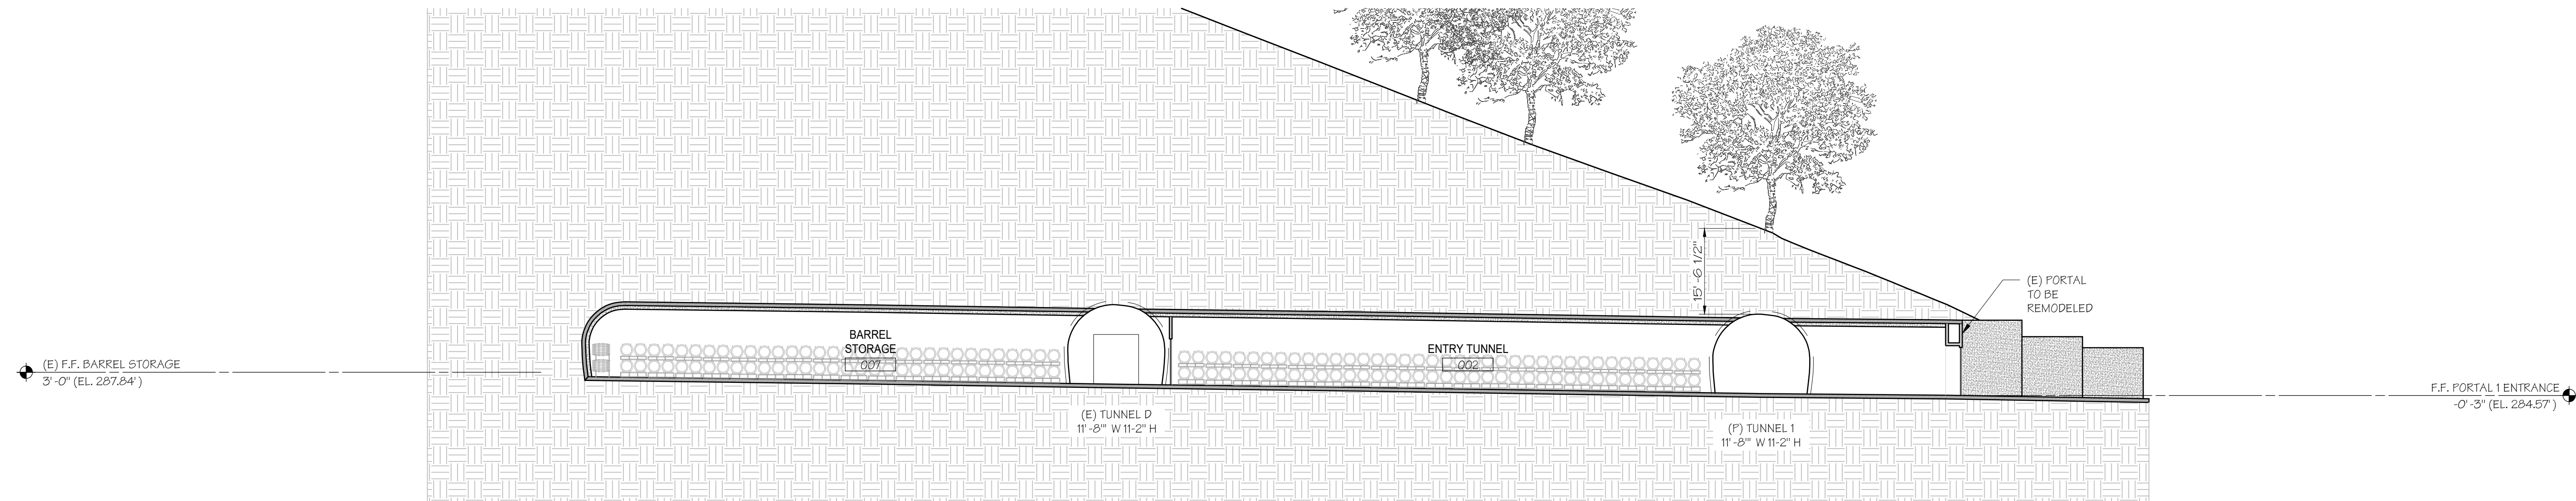 15'-6 1/2"
(E) PORTAL
TO BE
REMODELED
BARREL
STORAGE
007
ENTRY TUNNEL
002
(E) F.F. BARREL STORAGE
3'-0" (EL. 287.84')
F.F. PORTAL 1 ENTRANCE
-0'-3" (EL. 284.57')
(E) TUNNEL D
11'-8'" W 11-2" H
(P) TUNNEL 1
11'-8'" W 11-2" H